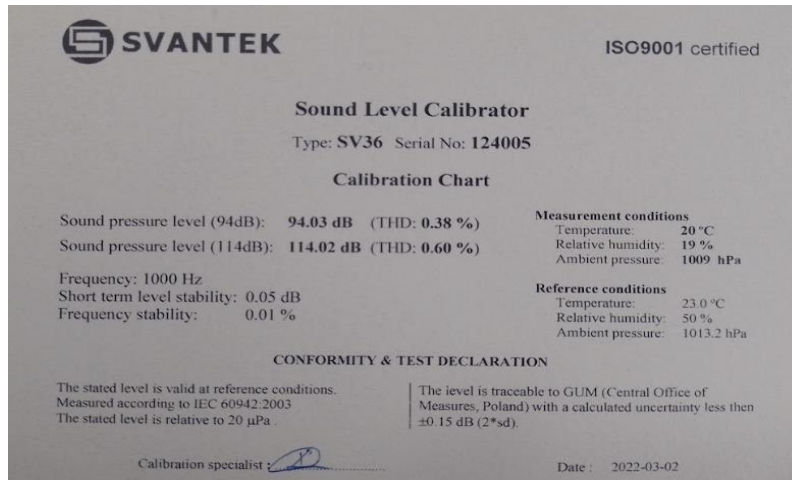 SVANTEK
ISO9001 certified
Sound Level Calibrator
Type: SV36 Serial No: 124005
Calibration Chart
Sound pressure level (94dB): 94.03 dB (THD: 0.38 %)
Sound pressure level (114dB): 114.02 dB (THD: 0.60 %)
Frequency: 1000 Hz
Short term level stability: 0.05 dB
Frequency stability: 0.01 %
Measurement conditions
Temperature: 20 °C
Relative humidity: 19 %
Ambient pressure: 1009 hPa
Reference conditions
Temperature: 23.0 °C
Relative humidity: 50 %
Ambient pressure: 1013.2 hPa
CONFORMITY & TEST DECLARATION
The stated level is valid at reference conditions.
Measured according to IEC 60942:2003
The stated level is relative to 20 µPa .
The level is traceable to GUM (Central Office of
Measures, Poland) with a calculated uncertainty less then
±0.15 dB (2*sd).
Calibration specialist :
Date : 2022-03-02